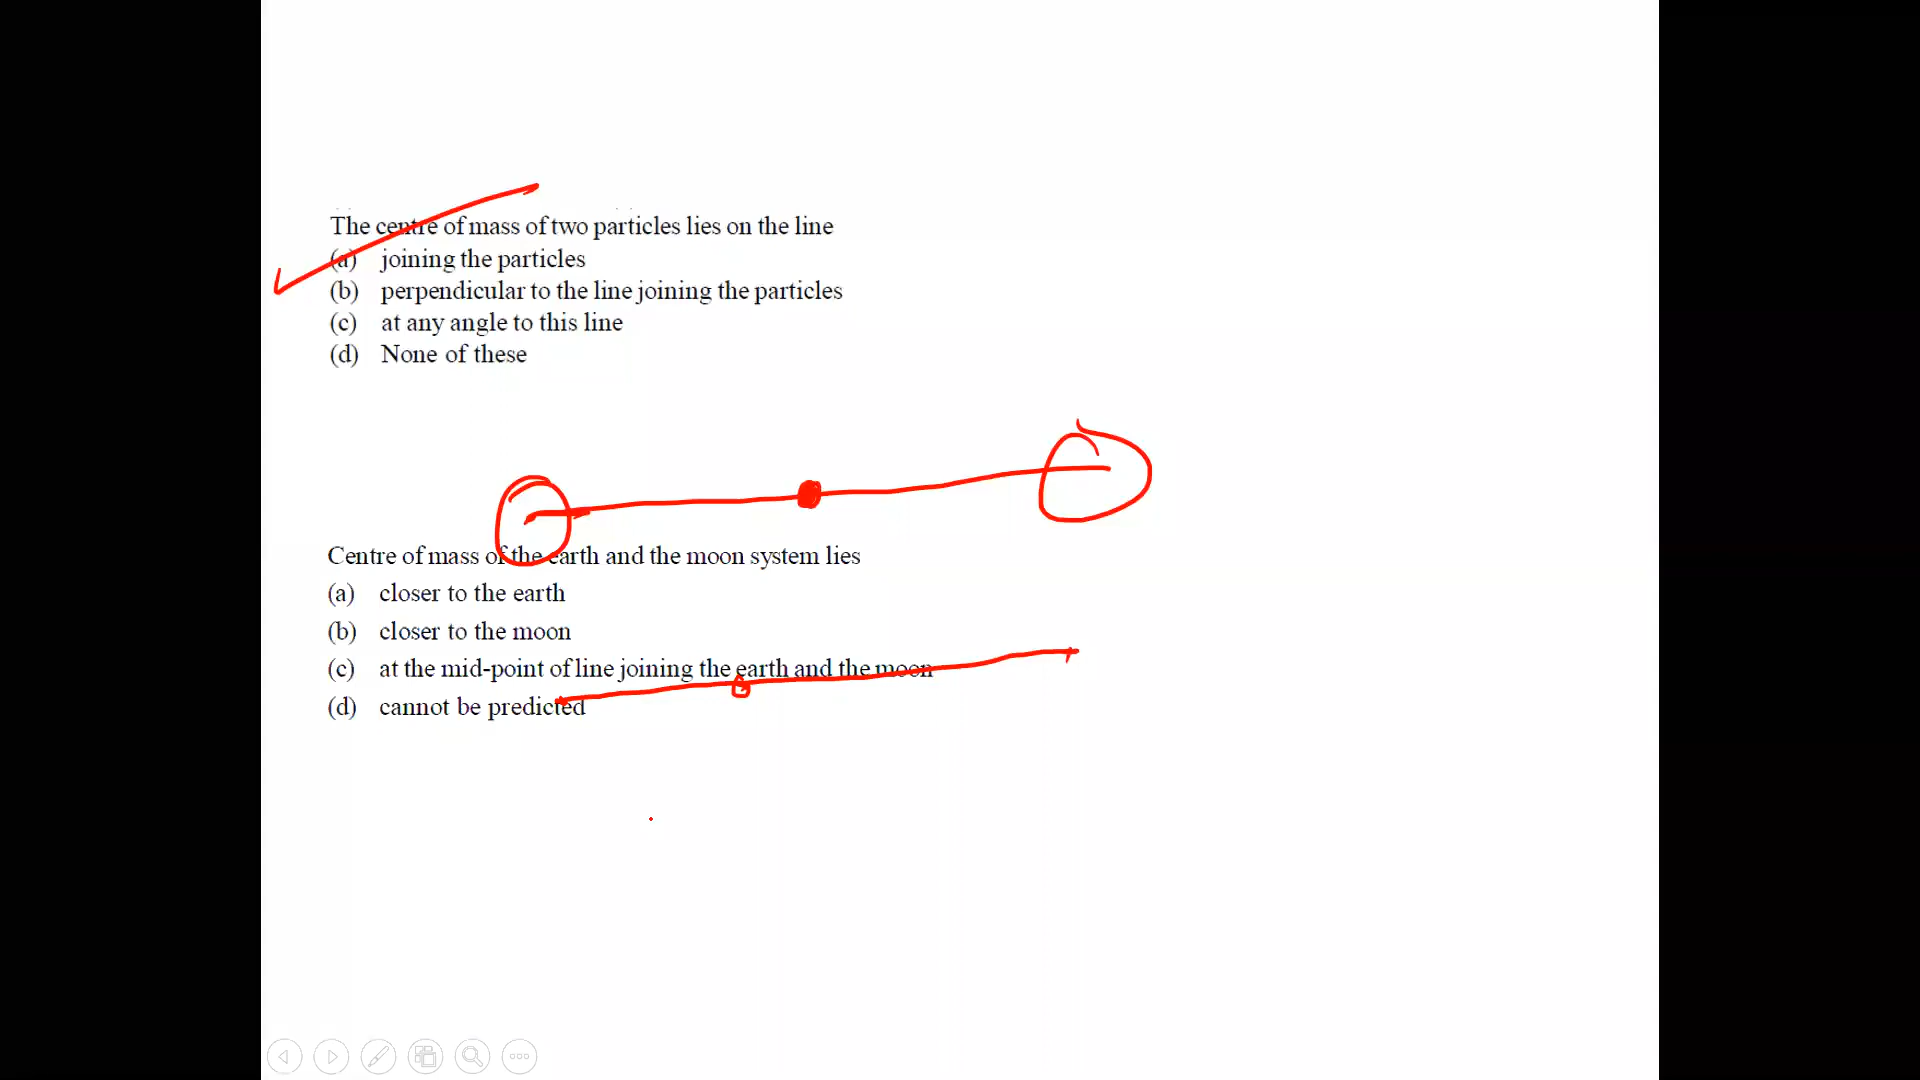 The centre of mass of two particles lies on the line
(a) joining the particles
(b) perpendicular to the line joining the particles
(c) at any angle to this line
(d) None of these
Centre of mass of the earth and the moon system lies
(a) closer to the earth
(b) closer to the moon
(c) at the mid-point of line joining the earth and the moon
(d) cannot be predicted